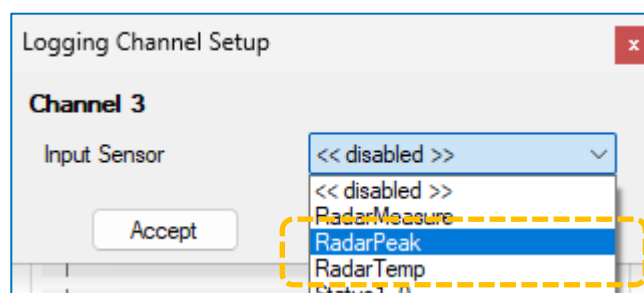 Logging Channel Setup
x
Channel 3
Input Sensor
<< disabled >>
<< disabled >>
RadarMeasure
Accept
RadarPeak
RadarTemp